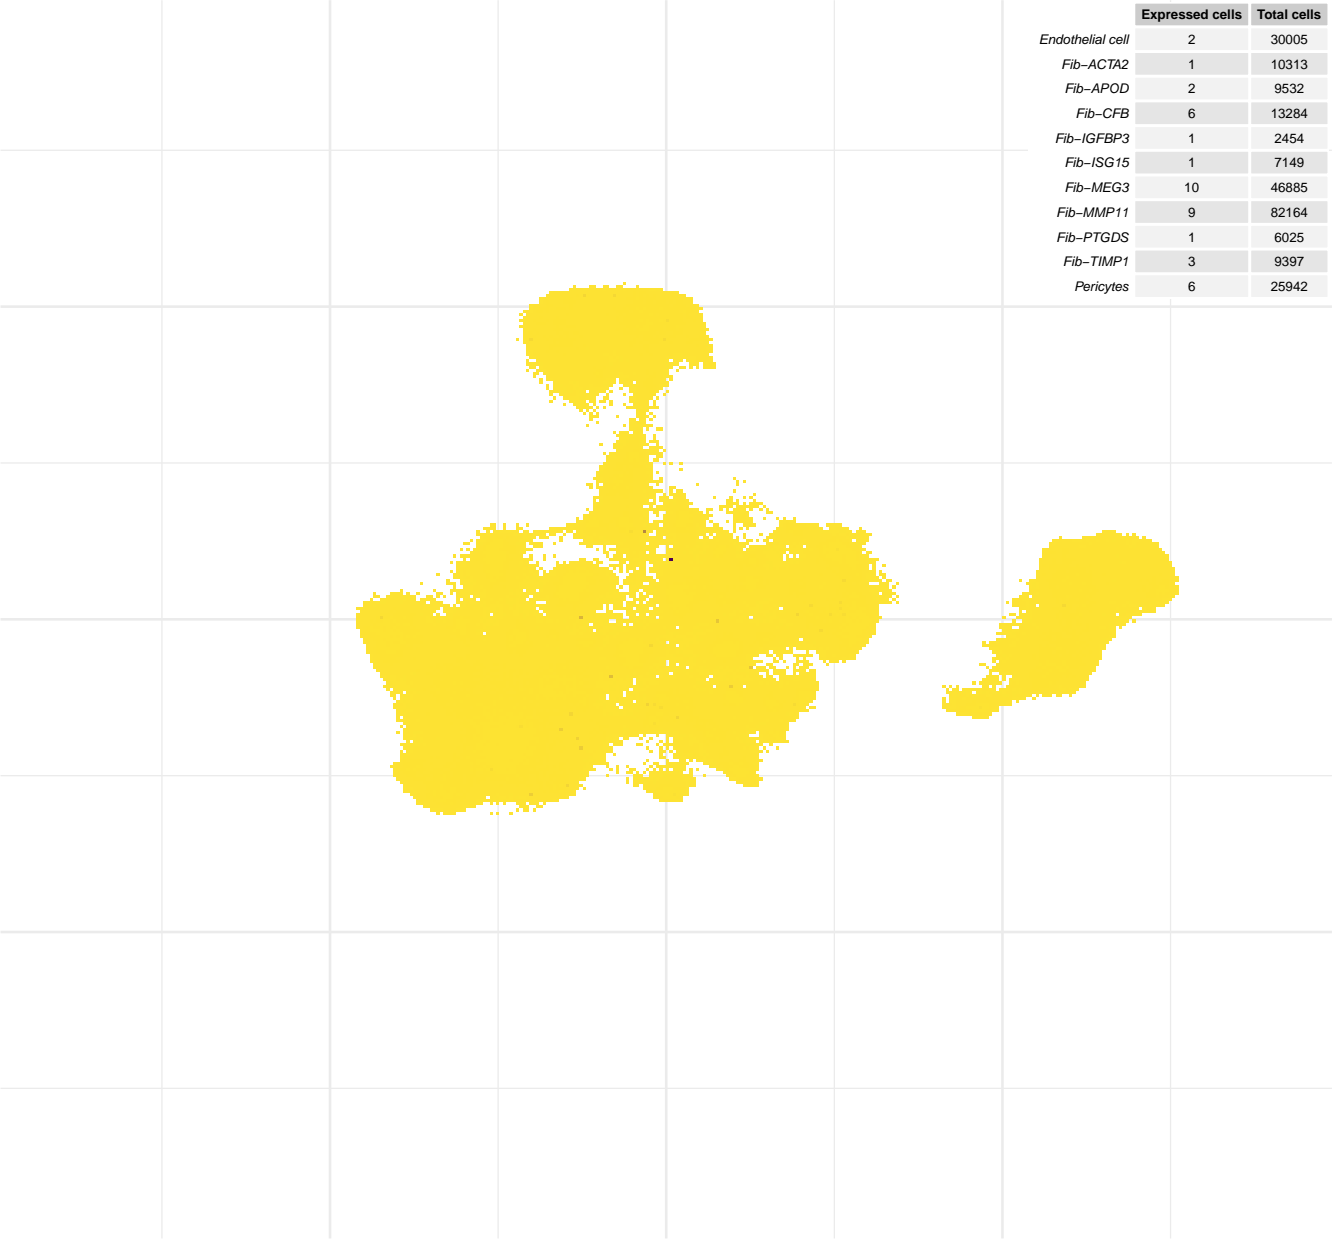 Expressed cells Total cells
Endothelial cell 2 30005
Fib−ACTA2 1 10313
Fib−APOD 2 9532
Fib−CFB 6 13284
Fib−IGFBP3 1 2454
Fib−ISG15 1 7149
Fib−MEG3 10 46885
Fib−MMP11 9 82164
Fib−PTGDS 1 6025
Fib−TIMP1 3 9397
Pericytes 6 25942